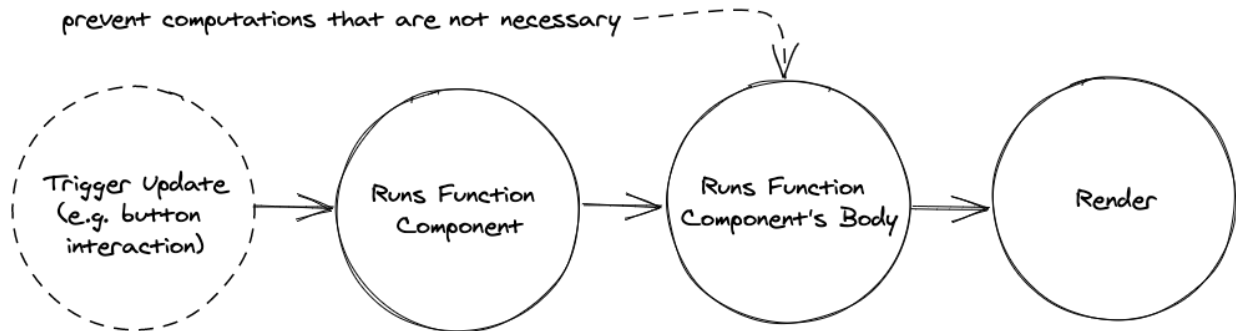 prevent computations that are not necessary
Trigger Update
(e.g. button
interaction)
Runs Function
Component
Runs Function
Component's Body
Render